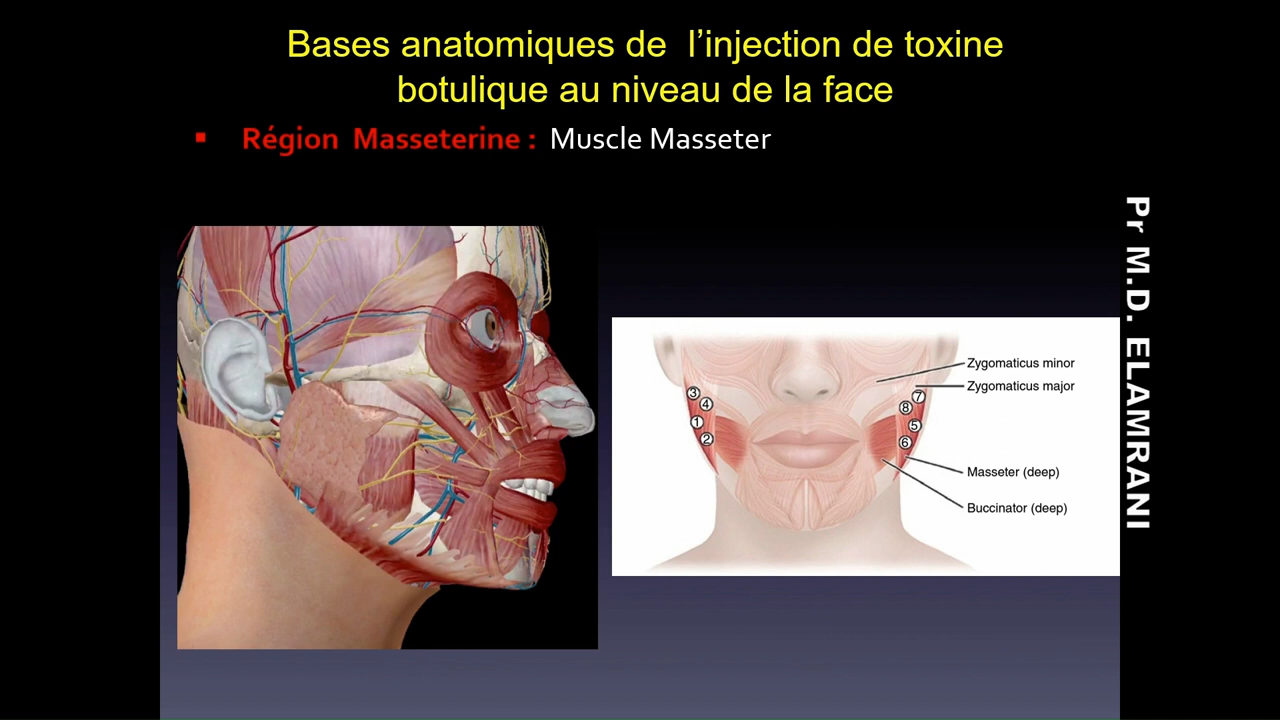 Bases anatomiques de l’injection de toxine
botulique au niveau de la face
▪ Région Masseterine : Muscle Masseter
Pr M.D. ELAMRANI
Zygomaticus minor
Zygomaticus major
3
4
1
2
7
8
5
6
Masseter (deep)
Buccinator (deep)